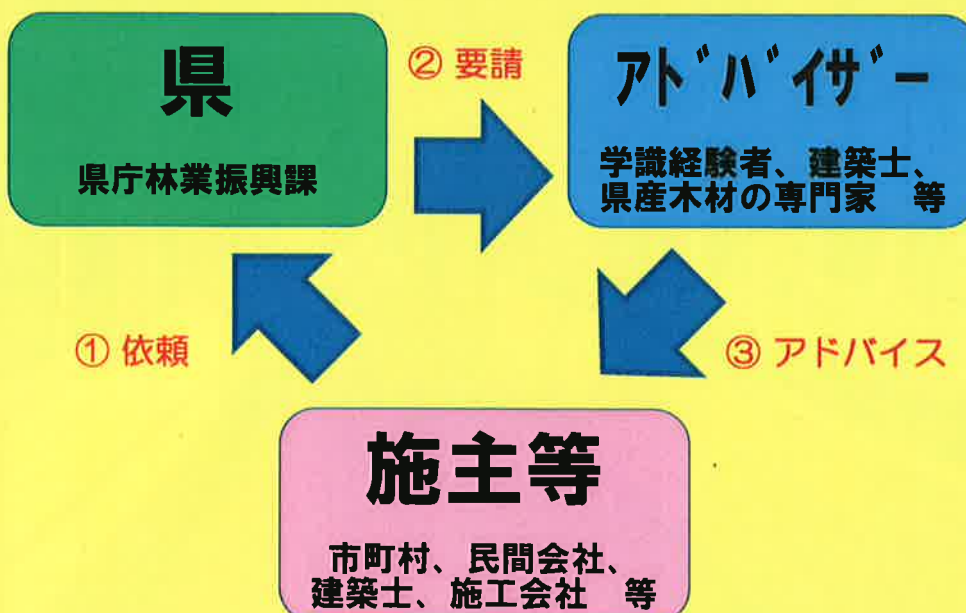 県
県庁林業振興課
② 要請
アドバイザー
学識経験者、建築士、
県産木材の専門家　等
① 依頼
③ アドバイス
施主等
市町村、民間会社、
建築士、施工会社　等